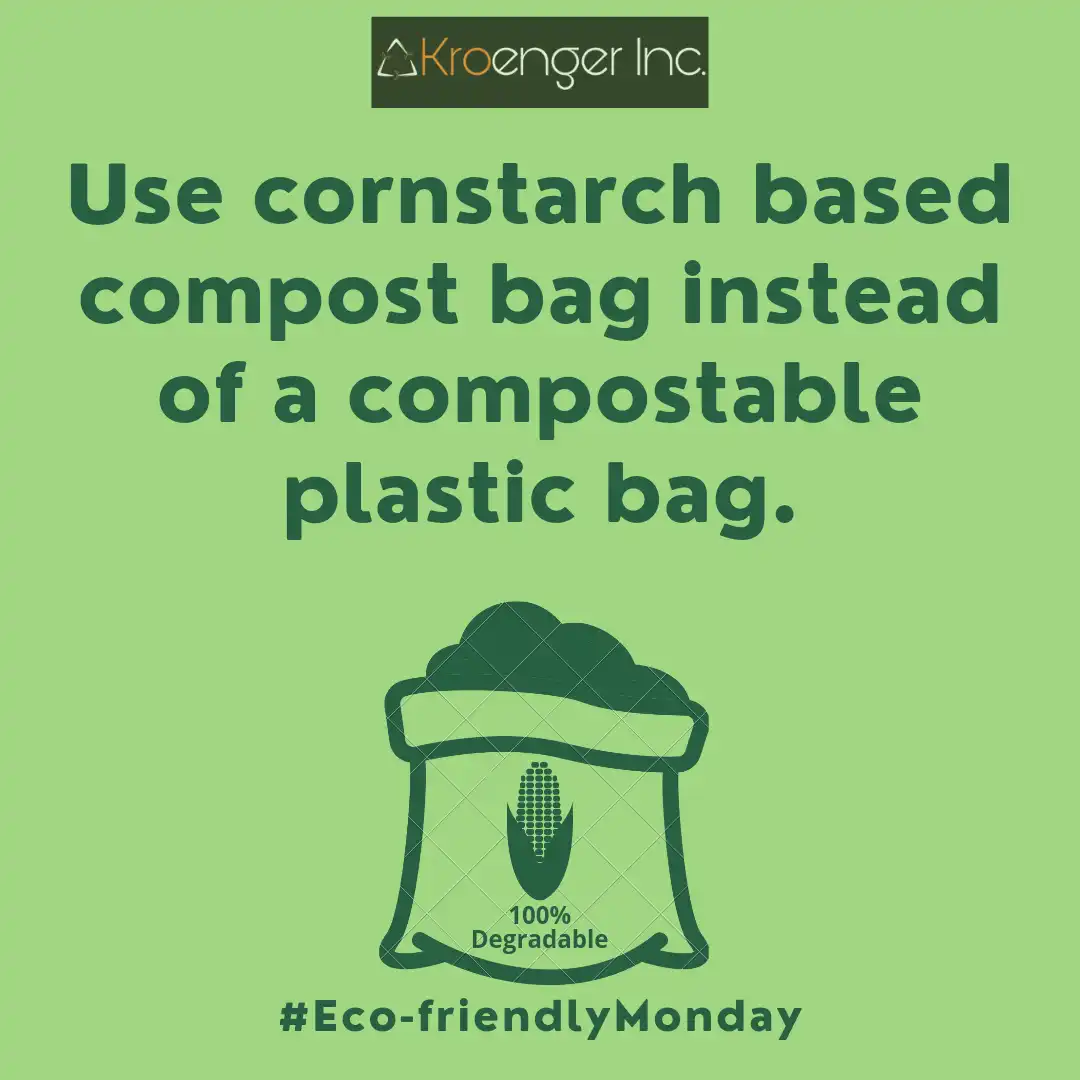 Kroenger Inc.
Use cornstarch based
compost bag instead
of a compostable
plastic bag.
100%
Degradable
#Eco-friendlyMonday